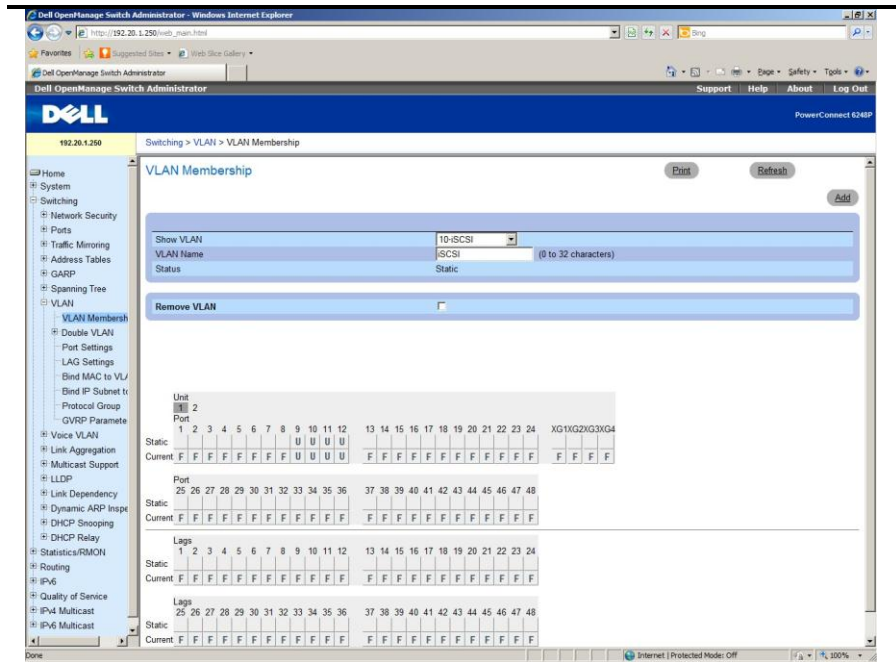 Dell OpenManage Switch Administrator - Windows Internet Explorer
http://192.20.1.250/web_main.html
Bing
Favorites Suggested Sites Web Slice Gallery
Dell OpenManage Switch Administrator
Page Safety Tools
Dell OpenManage Switch Administrator Support Help About Log Out
DELL
PowerConnect 6248P
192.20.1.250
Switching > VLAN > VLAN Membership
Home
System
Switching
Network Security
Ports
Traffic Mirroring
Address Tables
GARP
Spanning Tree
VLAN
VLAN Membersh
Double VLAN
Port Settings
LAG Settings
Bind MAC to VLA
Bind IP Subnet to
Protocol Group
GVRP Paramete
Voice VLAN
Link Aggregation
Multicast Support
LLDP
Link Dependency
Dynamic ARP Inspe
DHCP Snooping
DHCP Relay
Statistics/RMON
Routing
IPv6
Quality of Service
IPv4 Multicast
IPv6 Multicast
VLAN Membership
Print Refresh
Add
Show VLAN 10-iSCSI
VLAN Name iSCSI (0 to 32 characters)
Status Static
Remove VLAN
Unit
1 2
Port
1 2 3 4 5 6 7 8 9 10 11 12 13 14 15 16 17 18 19 20 21 22 23 24 XG1XG2XG3XG4
Static U U U U
Current F F F F F F F F U U U U F F F F F F F F F F F F F F F F
Port
25 26 27 28 29 30 31 32 33 34 35 36 37 38 39 40 41 42 43 44 45 46 47 48
Static
Current F F F F F F F F F F F F F F F F F F F F F F F F
Lags
1 2 3 4 5 6 7 8 9 10 11 12 13 14 15 16 17 18 19 20 21 22 23 24
Static
Current F F F F F F F F F F F F F F F F F F F F F F F F
Lags
25 26 27 28 29 30 31 32 33 34 35 36 37 38 39 40 41 42 43 44 45 46 47 48
Static
Current F F F F F F F F F F F F F F F F F F F F F F F F
Done Internet | Protected Mode: Off 100%